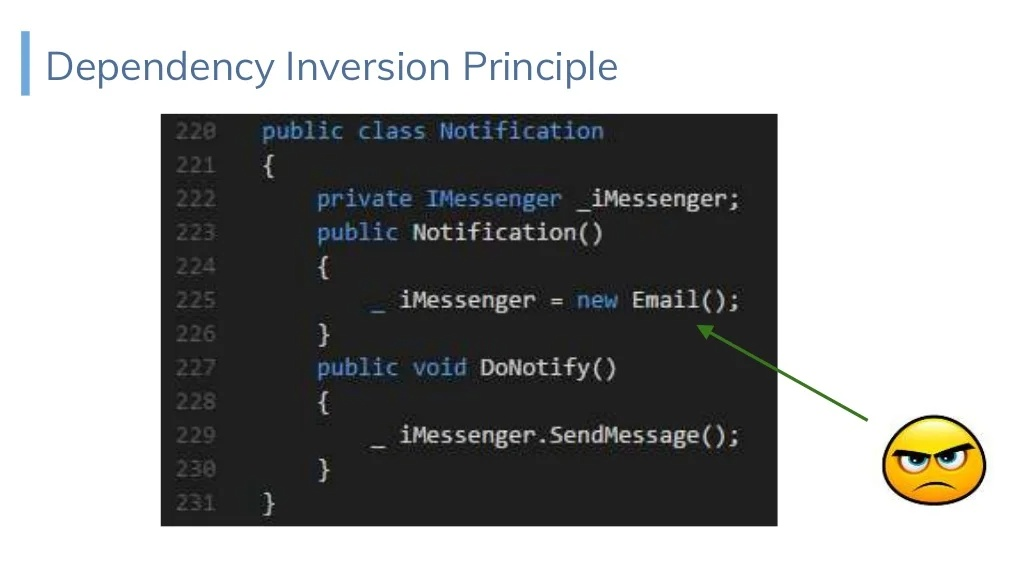 Dependency Inversion Principle
220 public class Notification
221 {
222 private IMessenger _iMessenger;
223 public Notification()
224 {
225 _ iMessenger = new Email();
226 }
227 public void DoNotify()
228 {
229 _ iMessenger.SendMessage();
230 }
231 }